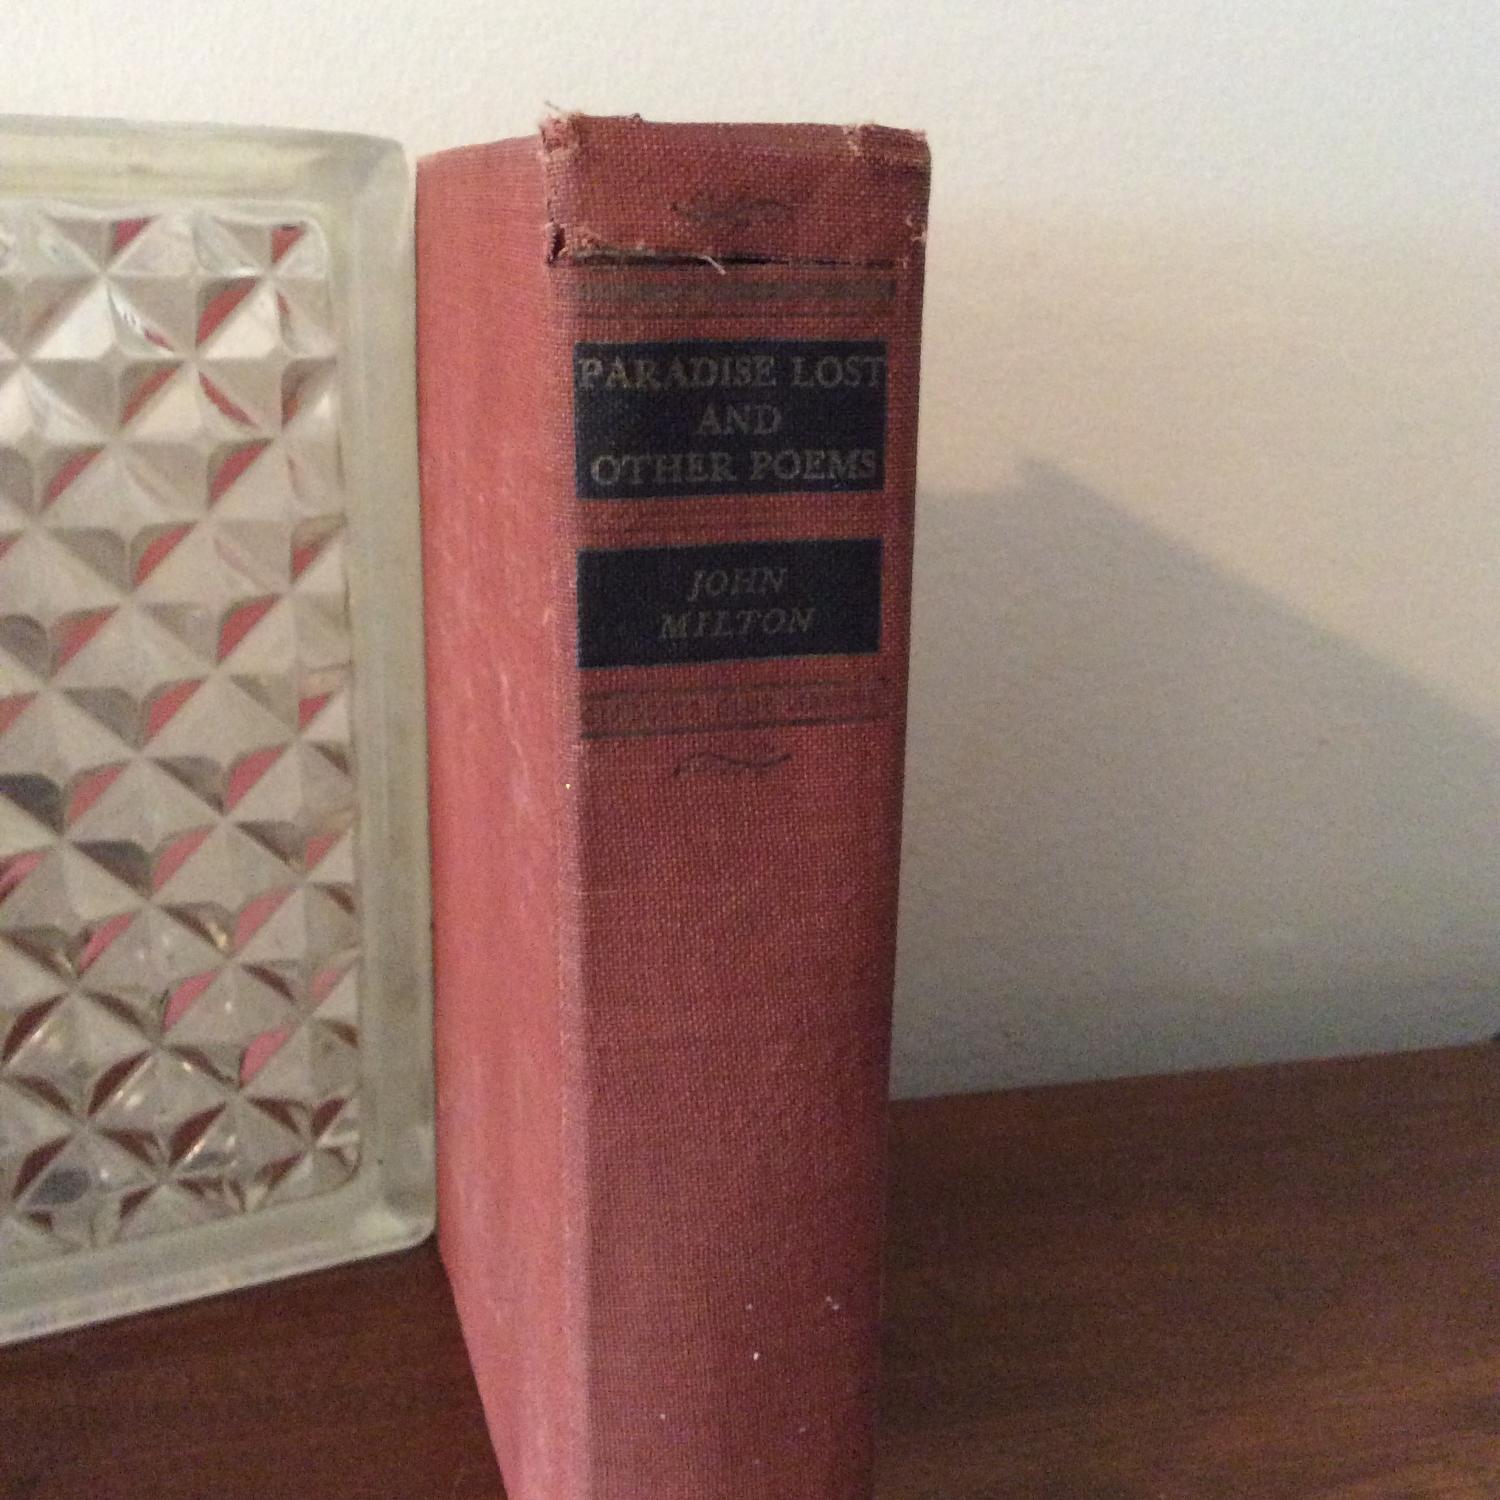 PARADISE LOST
AND
OTHER POEMS
JOHN
MILTON